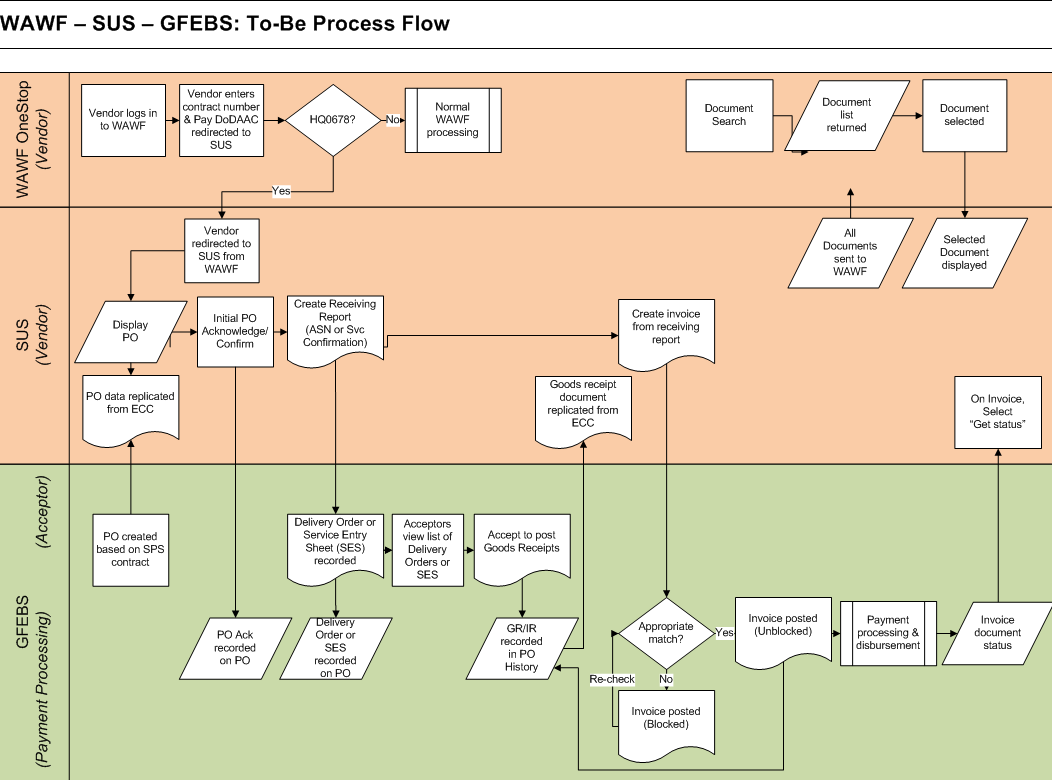 WAWF – SUS – GFEBS: To-Be Process Flow
WAWF OneStop
(Vendor)
Vendor logs in
to WAWF
Vendor enters
contract number
& Pay DoDAAC
redirected to
SUS
HQ0678?
No
Normal
WAWF
processing
Yes
Document
Search
Document
list
returned
Document
selected
SUS
(Vendor)
Vendor
redirected to
SUS from
WAWF
All
Documents
sent to
WAWF
Selected
Document
displayed
Display
PO
Initial PO
Acknowledge/
Confirm
Create Receiving
Report
(ASN or Svc
Confirmation)
Create invoice
from receiving
report
PO data replicated
from ECC
Goods receipt
document
replicated from
ECC
On Invoice,
Select
“Get status”
GFEBS
(Acceptor)
(Payment Processing)
PO created
based on SPS
contract
Delivery Order or
Service Entry
Sheet (SES)
recorded
Acceptors
view list of
Delivery
Orders or
SES
Accept to post
Goods Receipts
PO Ack
recorded
on PO
Delivery
Order or
SES
recorded
on PO
GR/IR
recorded
in PO
History
Appropriate
match?
Yes
Invoice posted
(Unblocked)
Payment
processing &
disbursement
Invoice
document
status
Re-check
No
Invoice posted
(Blocked)